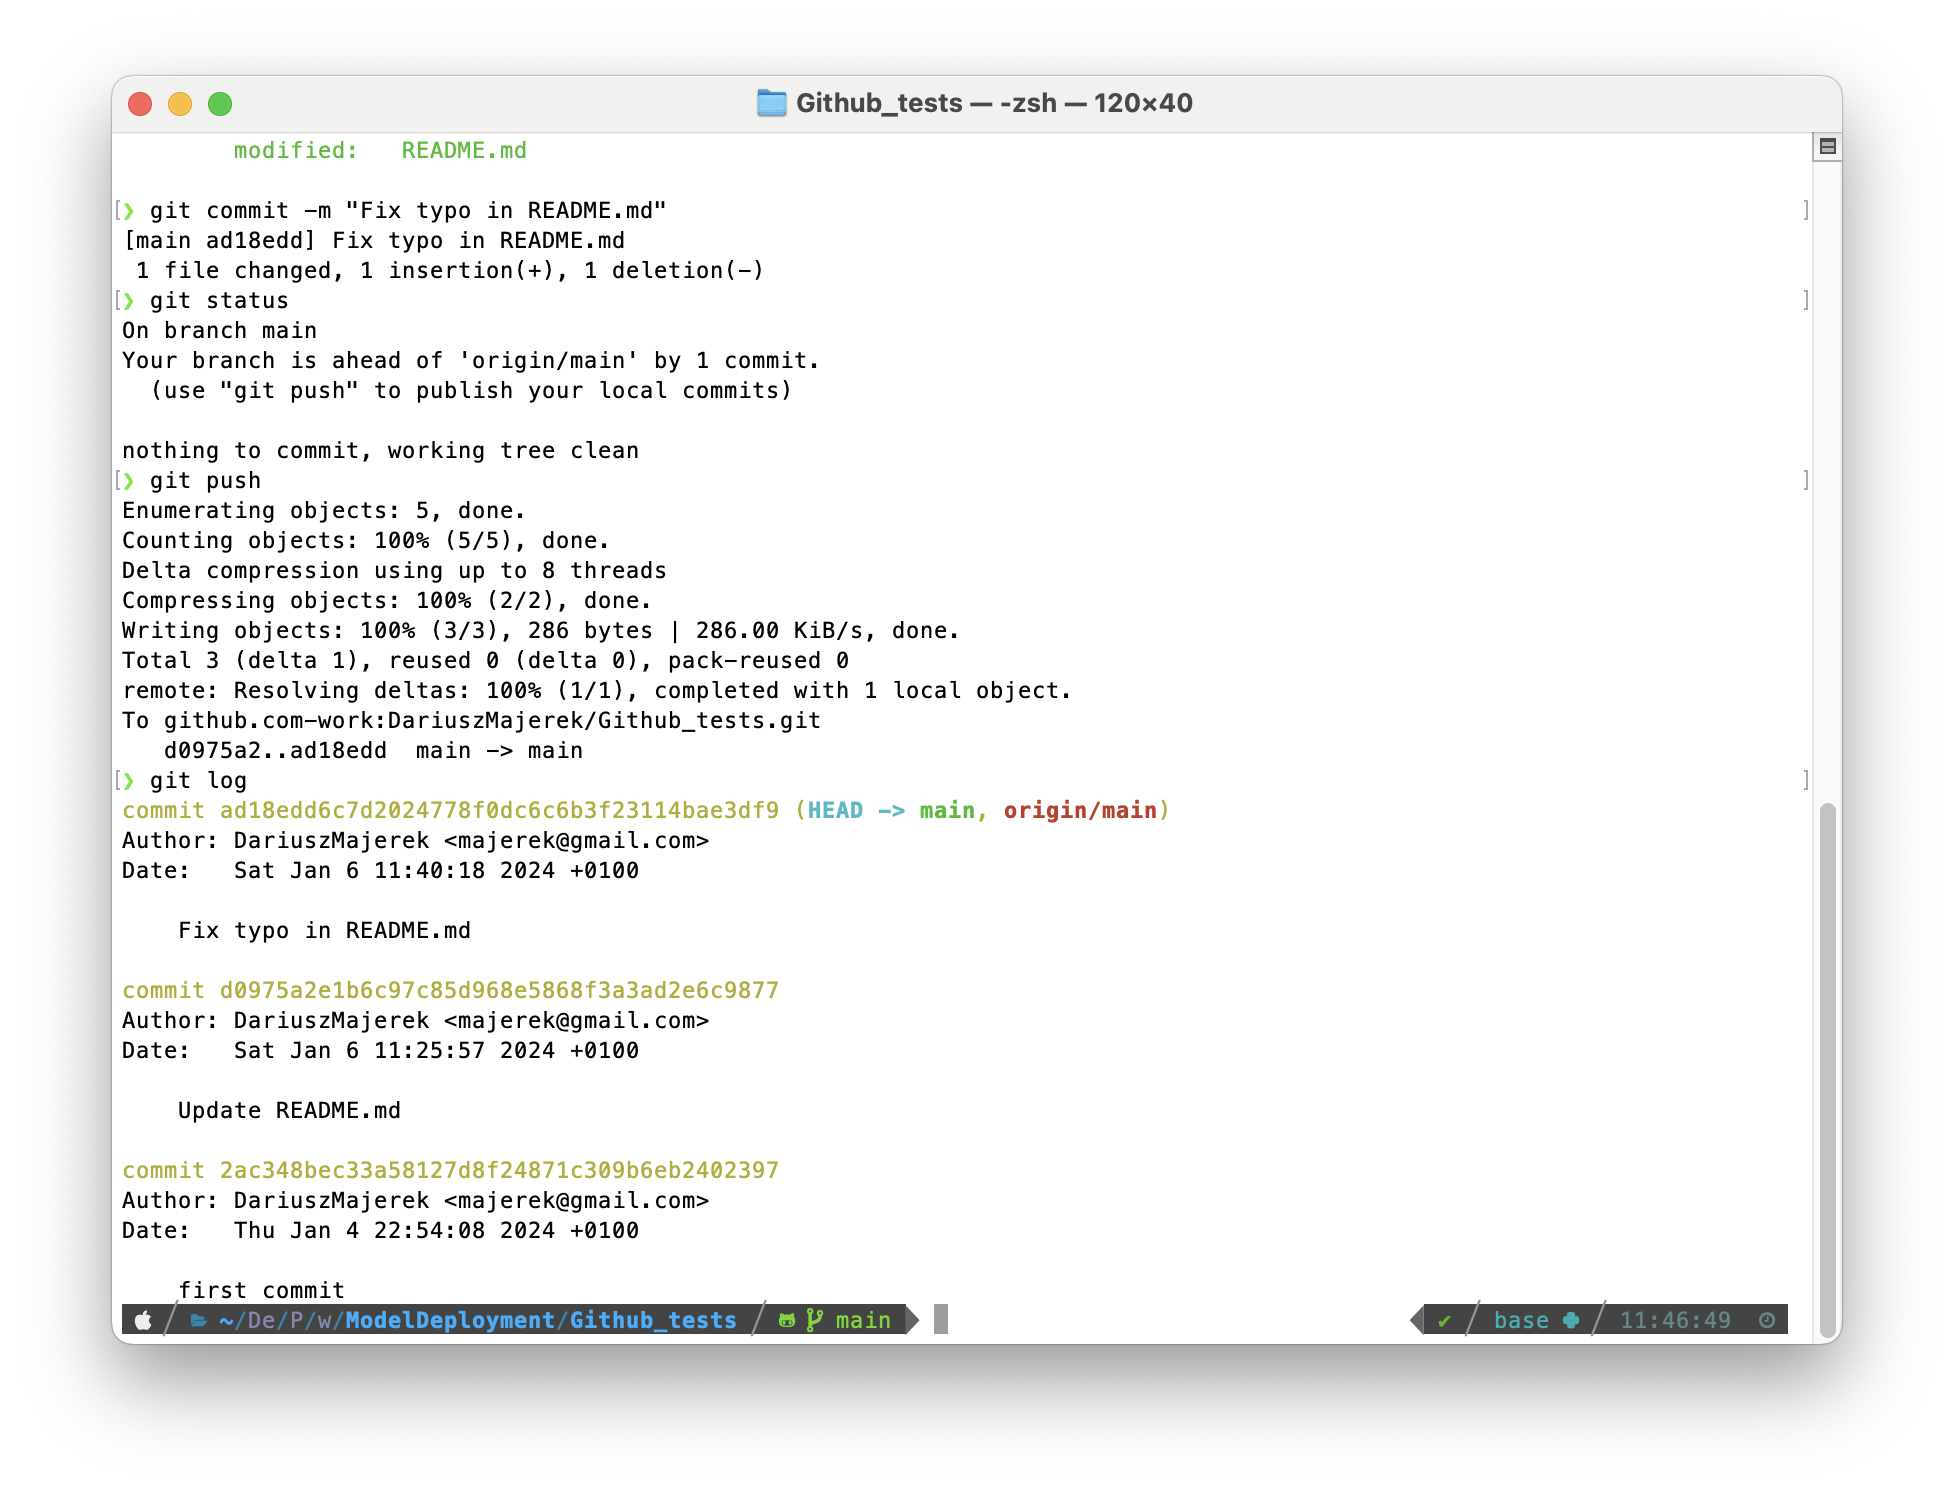 Github_tests — -zsh — 120×40
        modified:   README.md
[❯ git commit -m "Fix typo in README.md" ]
[main ad18edd] Fix typo in README.md
 1 file changed, 1 insertion(+), 1 deletion(-)
[❯ git status ]
On branch main
Your branch is ahead of 'origin/main' by 1 commit.
  (use "git push" to publish your local commits)
nothing to commit, working tree clean
[❯ git push ]
Enumerating objects: 5, done.
Counting objects: 100% (5/5), done.
Delta compression using up to 8 threads
Compressing objects: 100% (2/2), done.
Writing objects: 100% (3/3), 286 bytes | 286.00 KiB/s, done.
Total 3 (delta 1), reused 0 (delta 0), pack-reused 0
remote: Resolving deltas: 100% (1/1), completed with 1 local object.
To github.com-work:DariuszMajerek/Github_tests.git
   d0975a2..ad18edd  main -> main
[❯ git log ]
commit ad18edd6c7d2024778f0dc6c6b3f23114bae3df9 (HEAD -> main, origin/main)
Author: DariuszMajerek <majerek@gmail.com>
Date:   Sat Jan 6 11:40:18 2024 +0100
    Fix typo in README.md
commit d0975a2e1b6c97c85d968e5868f3a3ad2e6c9877
Author: DariuszMajerek <majerek@gmail.com>
Date:   Sat Jan 6 11:25:57 2024 +0100
    Update README.md
commit 2ac348bec33a58127d8f24871c309b6eb2402397
Author: DariuszMajerek <majerek@gmail.com>
Date:   Thu Jan 4 22:54:08 2024 +0100
    first commit
~/De/P/w/ModelDeployment/Github_tests main ✔ base 11:46:49